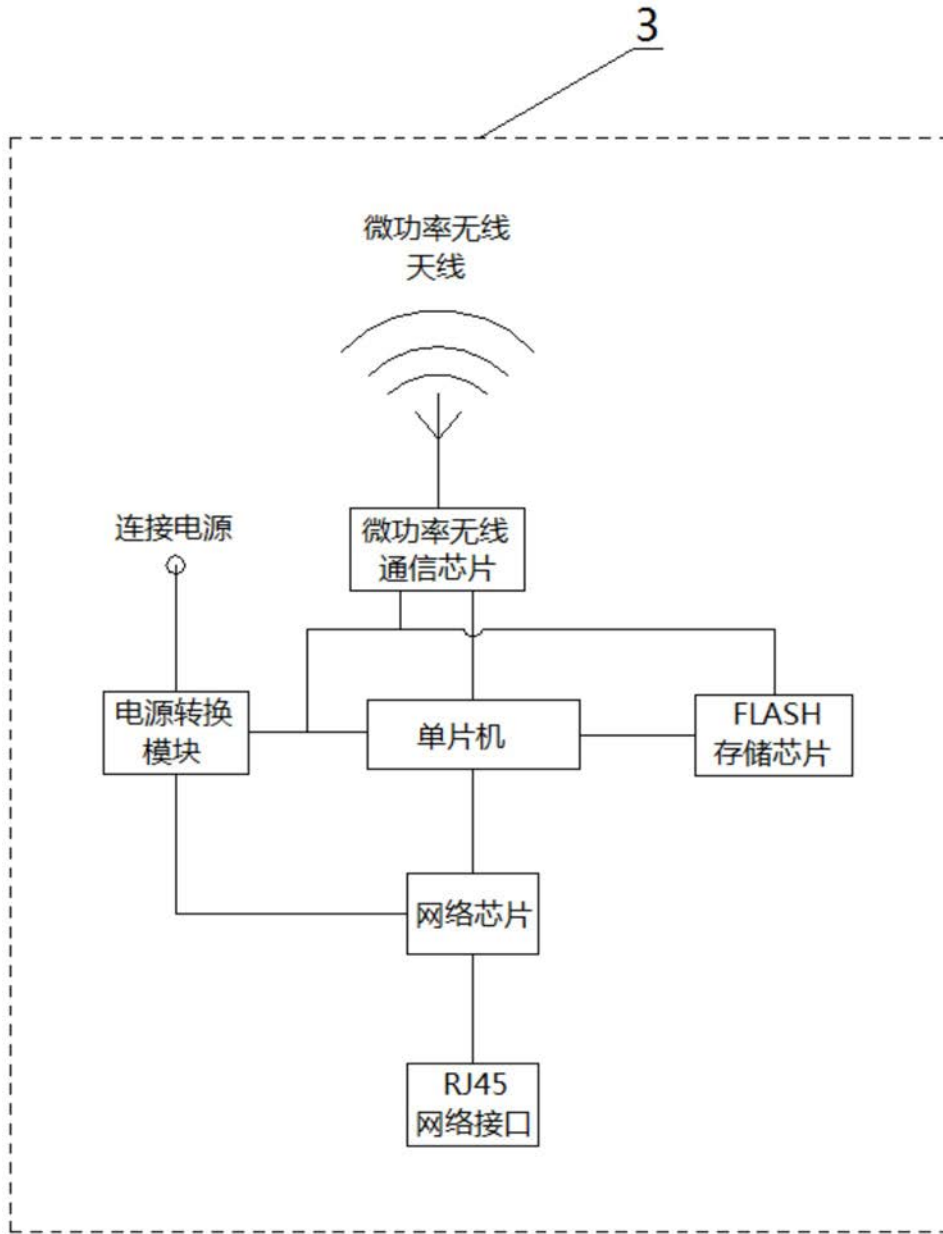 3
微功率无线
天线
连接电源
微功率无线
通信芯片
电源转换
模块
单片机
FLASH
存储芯片
网络芯片
RJ45
网络接口